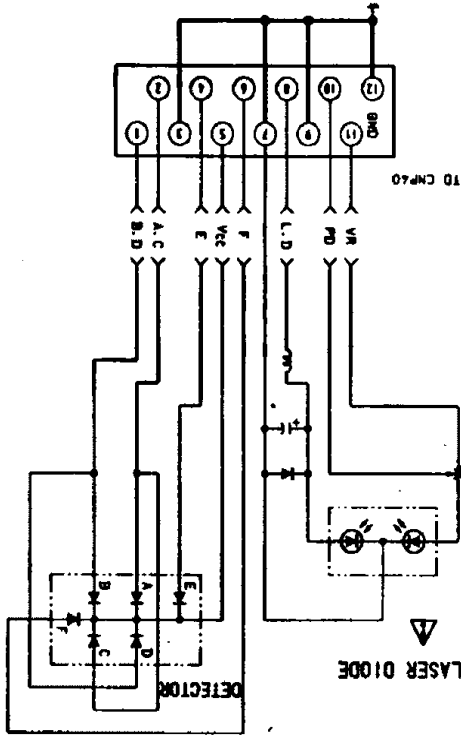 2 4 6 8 10 12
1 3 5 7 9 11 GND
TO CNP40
B.D A.C E Vcc F L.D PD VR
+
B A E
F
C D
DETECTOR
LASER DIODE